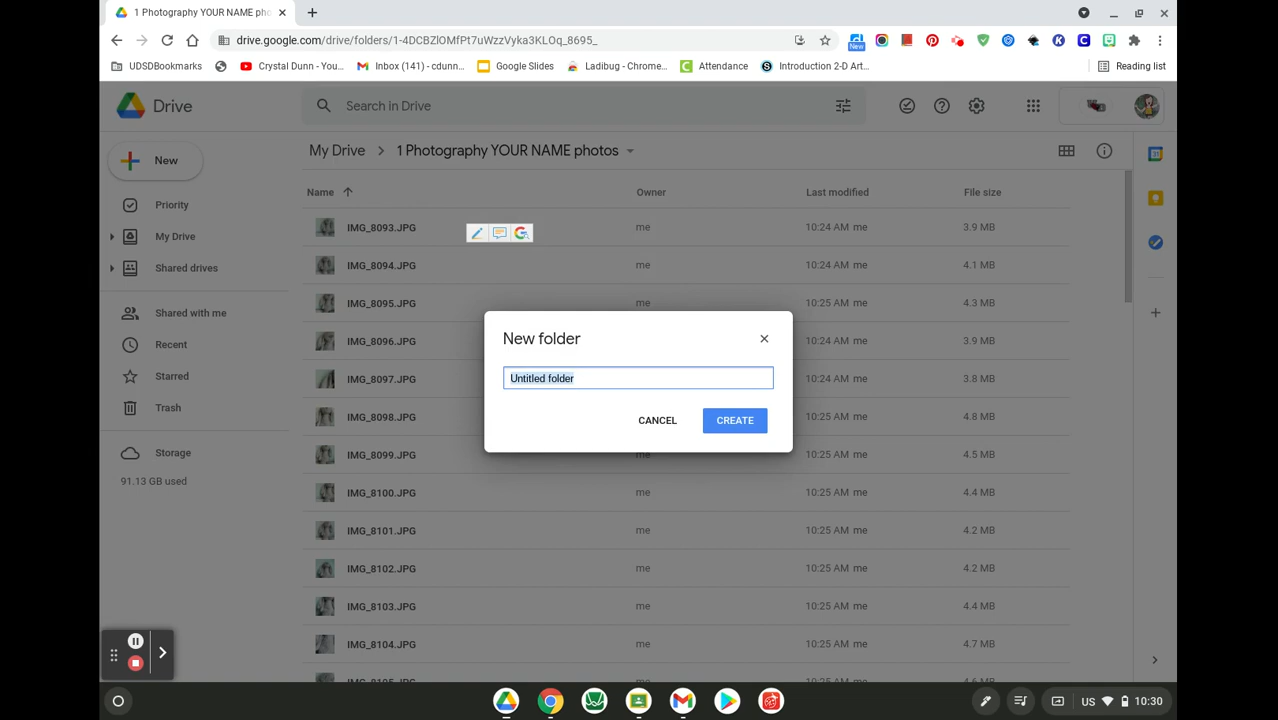 1 Photography YOUR NAME pho
drive.google.com/drive/folders/1-4DCBZlOMfPt7uWzzVyka3KLOq_8695_
New
UDSDBookmarks
Crystal Dunn - You...
Inbox (141) - cdunn...
Google Slides
Ladibug - Chrome...
Attendance
Introduction 2-D Art...
Reading list
Drive
Search in Drive
New
My Drive
1 Photography YOUR NAME photos
Priority
My Drive
Shared drives
Shared with me
Recent
Starred
Trash
Storage
91.13 GB used
Name Owner Last modified File size
IMG_8093.JPG me 10:24 AM me 3.9 MB
IMG_8094.JPG me 10:24 AM me 4.1 MB
IMG_8095.JPG me 10:25 AM me 4.3 MB
IMG_8096.JPG 10:24 AM me 3.9 MB
IMG_8097.JPG 10:24 AM me 3.8 MB
IMG_8098.JPG 10:25 AM me 4.8 MB
IMG_8099.JPG me 10:25 AM me 4.5 MB
IMG_8100.JPG me 10:25 AM me 4.4 MB
IMG_8101.JPG me 10:25 AM me 4.2 MB
IMG_8102.JPG me 10:25 AM me 4.2 MB
IMG_8103.JPG me 10:25 AM me 4.4 MB
IMG_8104.JPG me 10:25 AM me 4.7 MB
New folder
Untitled folder
CANCEL
CREATE
US 10:30